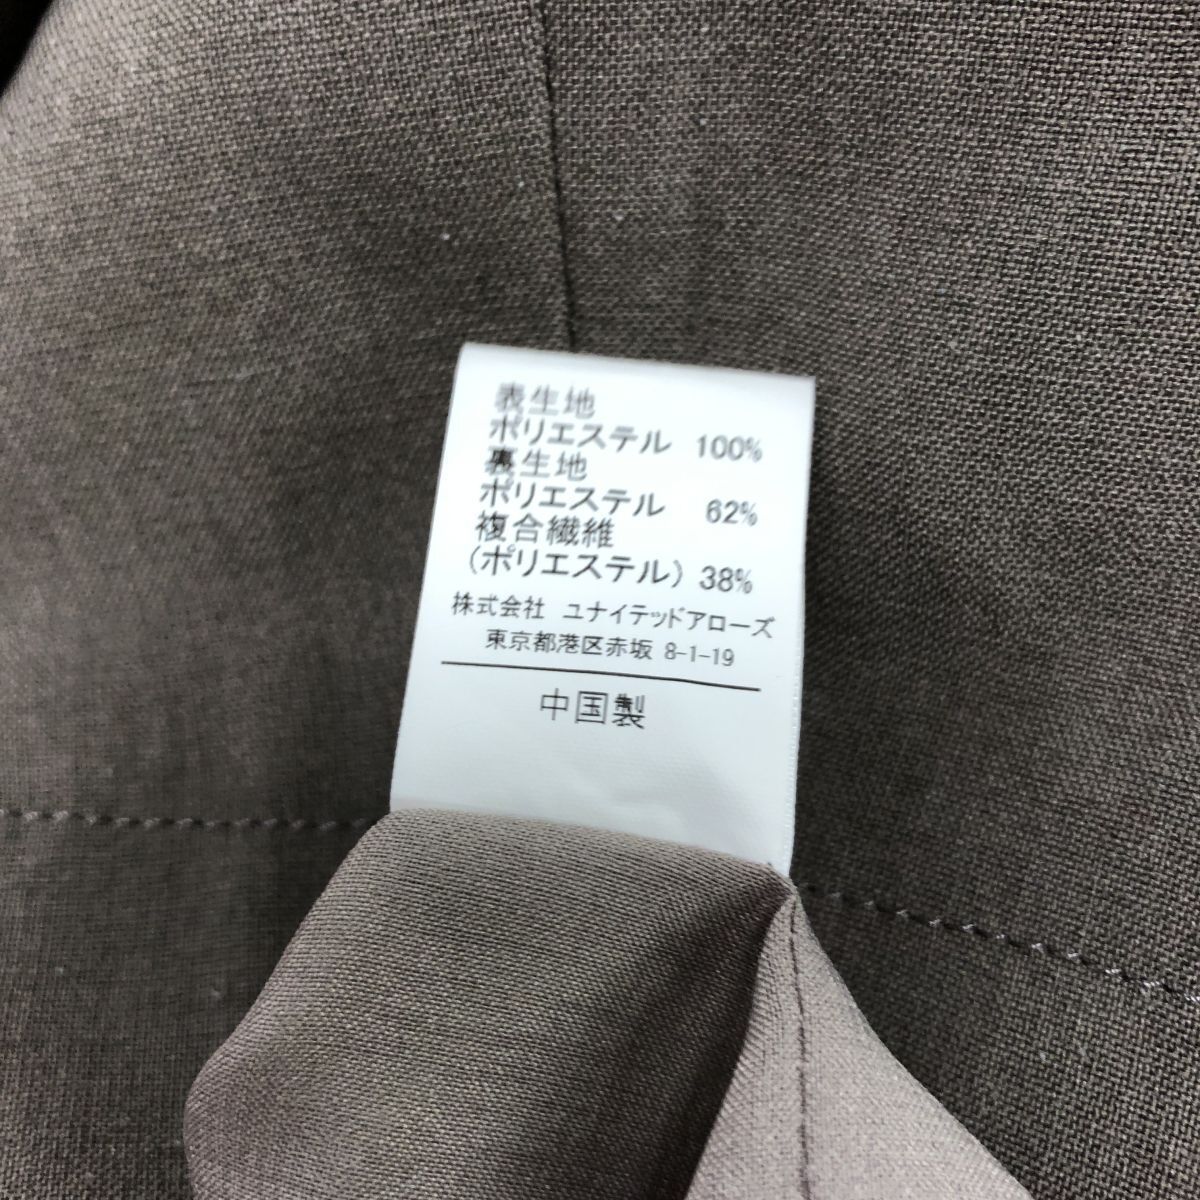 表生地
ポリエステル 100%
裏生地
ポリエステル 62%
複合繊維
(ポリエステル) 38%
株式会社 ユナイテッドアローズ
東京都港区赤坂 8-1-19
中国製